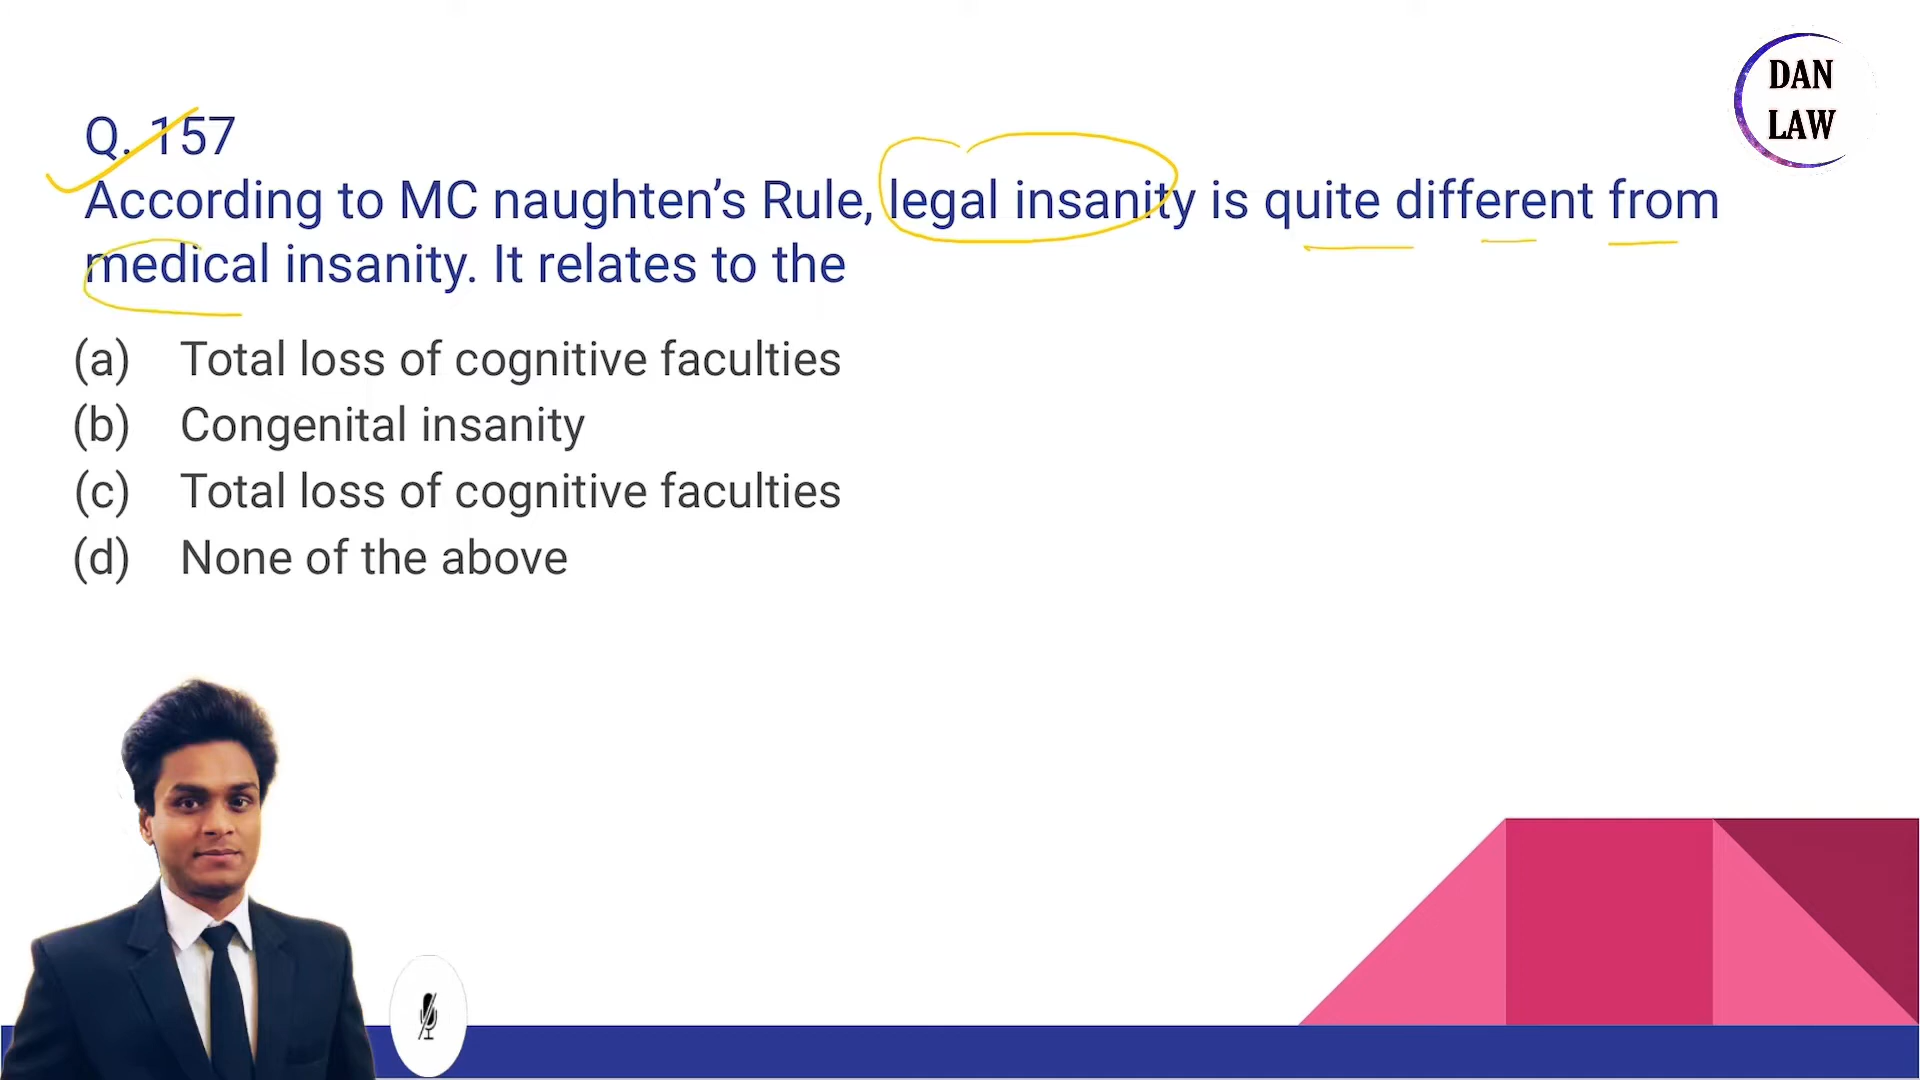 DAN
LAW
Q. 157
According to MC naughten’s Rule, legal insanity is quite different from
medical insanity. It relates to the
(a) Total loss of cognitive faculties
(b) Congenital insanity
(c) Total loss of cognitive faculties
(d) None of the above